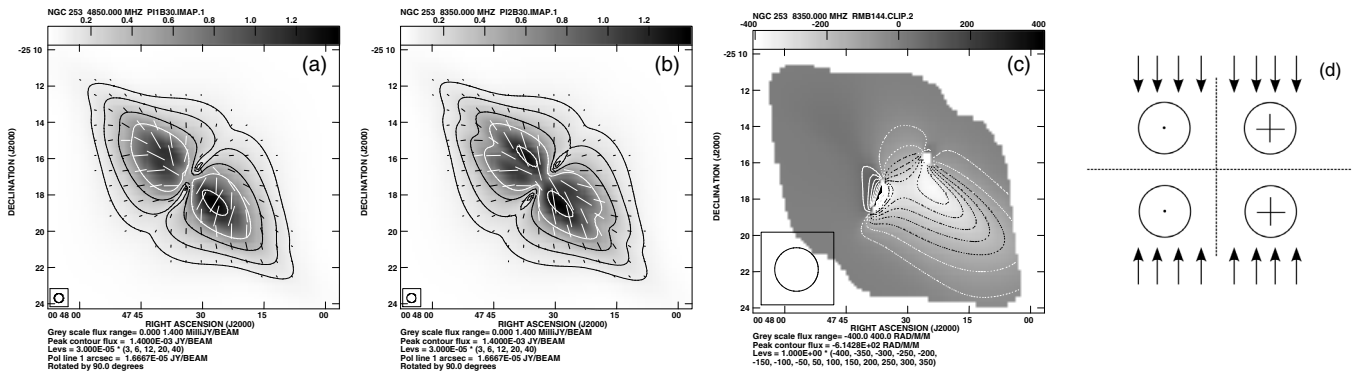 NGC 253 4850.000 MHZ PI1B30.IMAP.1
0.2 0.4 0.6 0.8 1.0 1.2
(a)
-25 10
12
14
16
18
20
22
24
DECLINATION (J2000)
00 48 00 47 45 30 15 00
RIGHT ASCENSION (J2000)
Grey scale flux range= 0.000 1.400 MilliJY/BEAM
Peak contour flux = 1.4000E-03 JY/BEAM
Levs = 3.000E-05 * (3, 6, 12, 20, 40)
Pol line 1 arcsec = 1.6667E-05 JY/BEAM
Rotated by 90.0 degrees
NGC 253 8350.000 MHZ PI2B30.IMAP.1
0.2 0.4 0.6 0.8 1.0 1.2
(b)
-25 10
12
14
16
18
20
22
24
DECLINATION (J2000)
00 48 00 47 45 30 15 00
RIGHT ASCENSION (J2000)
Grey scale flux range= 0.000 1.400 MilliJY/BEAM
Peak contour flux = 1.4000E-03 JY/BEAM
Levs = 3.000E-05 * (3, 6, 12, 20, 40)
Pol line 1 arcsec = 1.6667E-05 JY/BEAM
Rotated by 90.0 degrees
NGC 253 8350.000 MHZ RMB144.CLIP.2
-400 -200 0 200 400
(c)
-25 10
12
14
16
18
20
22
24
DECLINATION (J2000)
00 48 00 47 45 30 15 00
RIGHT ASCENSION (J2000)
Grey scale flux range= -400.0 400.0 RAD/M/M
Peak contour flux = -6.1428E+02 RAD/M/M
Levs = 1.000E+00 * (-400, -350, -300, -250, -200,
-150, -100, -50, 50, 100, 150, 200, 250, 300, 350)
(d)